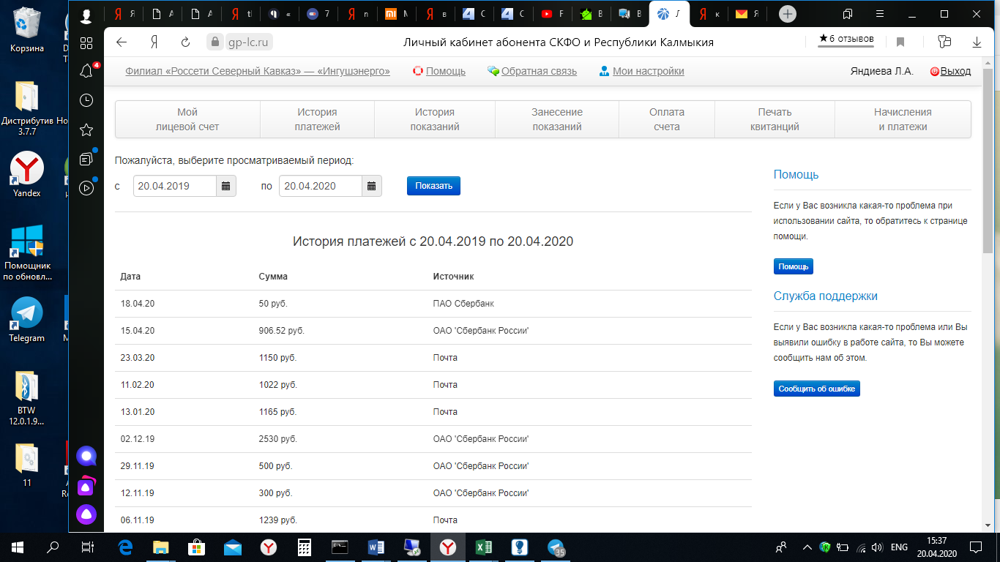 Я
A
A
Я tl
«
7
Я п
M
Я в
С
С
F
В
В
Л
Я к
Я
Корзина
Дистрибутив
3.7.7
Yandex
Помощник
по обновл...
Telegram
BTW
12.0.1.9...
11
4
Я
gp-lc.ru
Личный кабинет абонента СКФО и Республики Калмыкия
★6 отзывов
Филиал «Россети Северный Кавказ» — «Ингушэнерго»
Помощь
Обратная связь
Мои настройки
Яндиева Л.А.
Выход
Мой
лицевой счет
История
платежей
История
показаний
Занесение
показаний
Оплата
счета
Печать
квитанций
Начисления
и платежи
Пожалуйста, выберите просматриваемый период:
с 20.04.2019 по 20.04.2020 Показать
История платежей с 20.04.2019 по 20.04.2020
Дата Сумма Источник
18.04.20 50 руб. ПАО Сбербанк
15.04.20 906.52 руб. ОАО 'Сбербанк России'
23.03.20 1150 руб. Почта
11.02.20 1022 руб. Почта
13.01.20 1165 руб. Почта
02.12.19 2530 руб. ОАО 'Сбербанк России'
29.11.19 500 руб. ОАО 'Сбербанк России'
12.11.19 300 руб. ОАО 'Сбербанк России'
06.11.19 1239 руб. Почта
Помощь
Если у Вас возникла какая-то проблема при
использовании сайта, то обратитесь к странице
помощи.
Помощь
Служба поддержки
Если у Вас возникла какая-то проблема или Вы
выявили ошибку в работе сайта, то Вы можете
сообщить нам об этом.
Сообщить об ошибке
35
ENG
15:37
20.04.2020